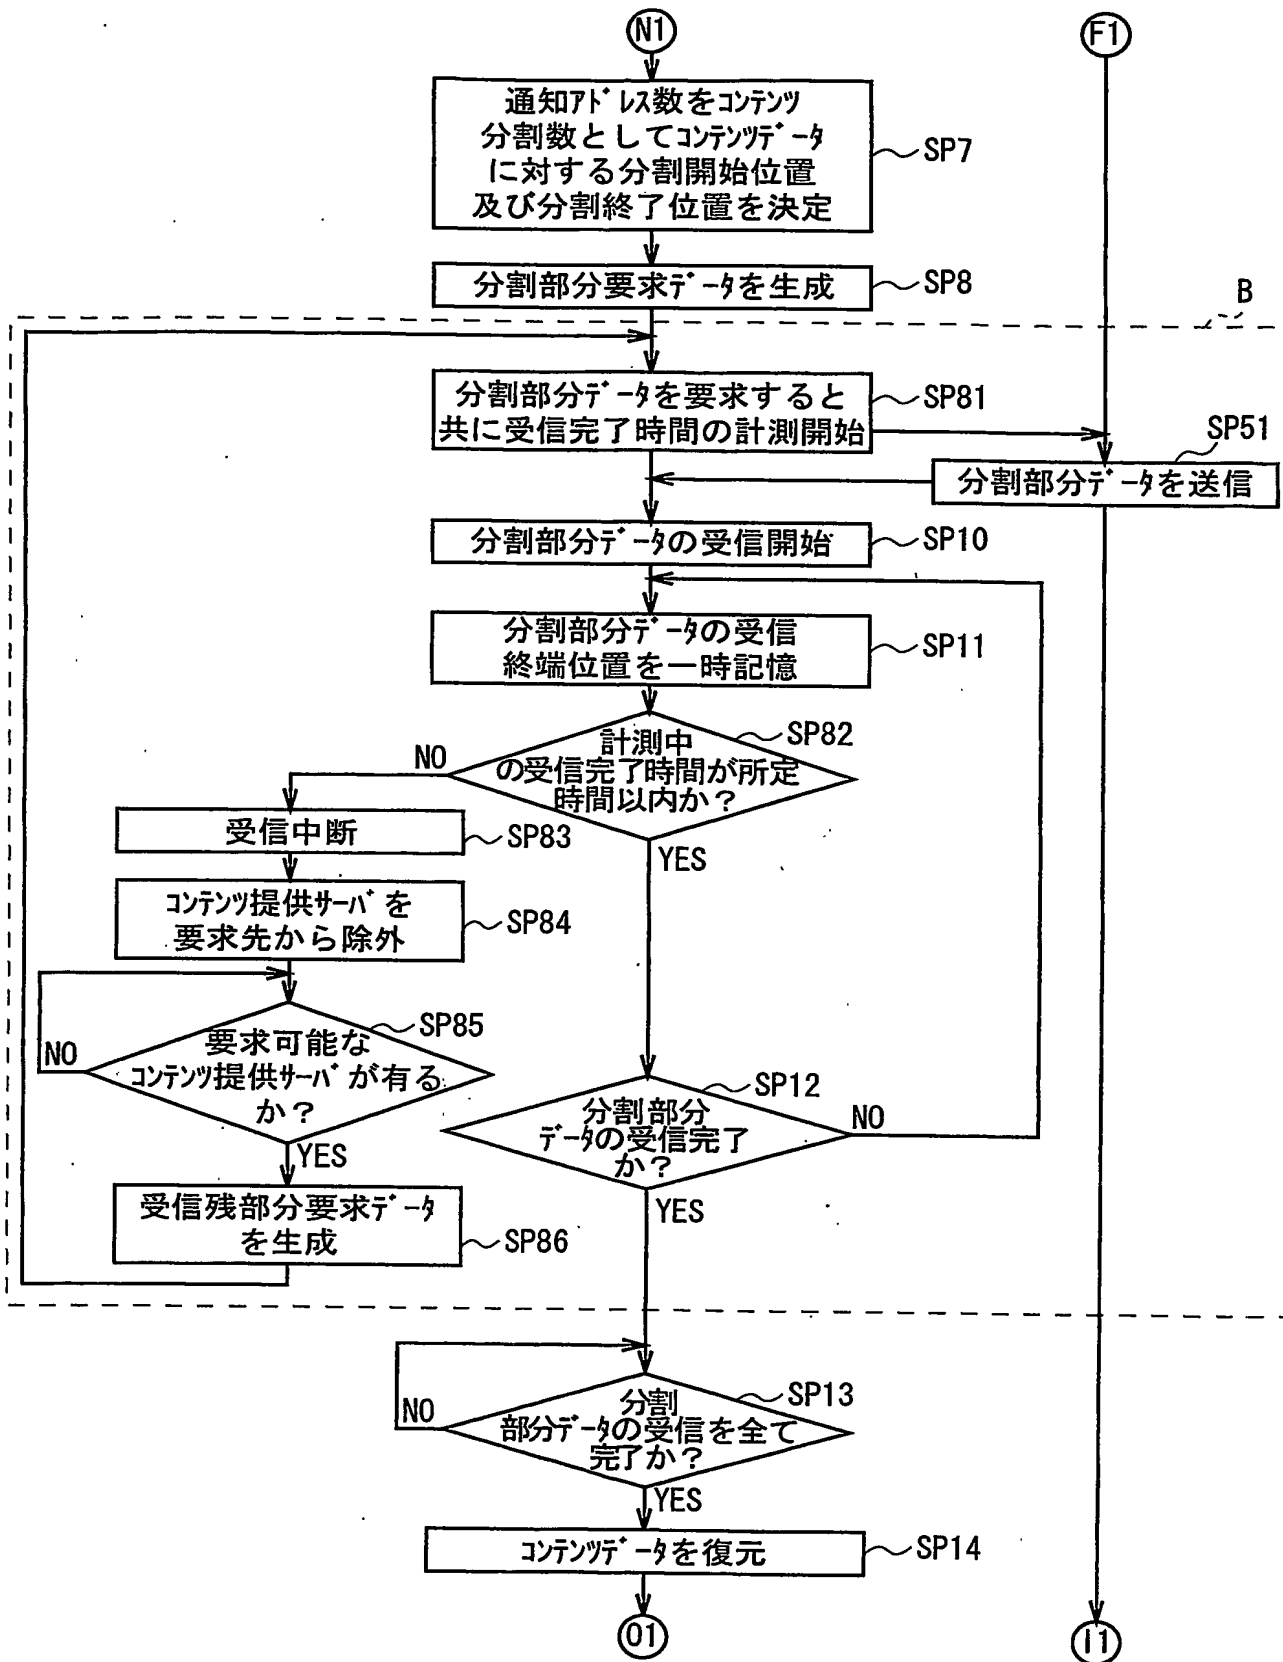 N1
F1
通知アドレス数をコンテンツ
分割数としてコンテンツデータ
に対する分割開始位置
及び分割終了位置を決定
SP7
分割部分要求データを生成
SP8
B
分割部分データを要求すると
共に受信完了時間の計測開始
SP81
SP51
分割部分データを送信
分割部分データの受信開始
SP10
分割部分データの受信
終端位置を一時記憶
SP11
計測中
の受信完了時間が所定
時間以内か?
SP82
NO
YES
受信中断
SP83
コンテンツ提供サーバを
要求先から除外
SP84
要求可能な
コンテンツ提供サーバが有る
か?
SP85
NO
YES
分割部分
データの受信完了
か?
SP12
NO
YES
受信残部分要求データ
を生成
SP86
分割
部分データの受信を全て
完了か?
SP13
NO
YES
コンテンツデータを復元
SP14
O1
I1